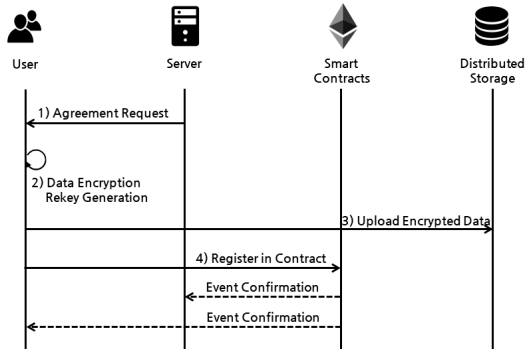 User
Server
Smart
Contracts
Distributed
Storage
1) Agreement Request
2) Data Encryption
Rekey Generation
3) Upload Encrypted Data
4) Register in Contract
Event Confirmation
Event Confirmation